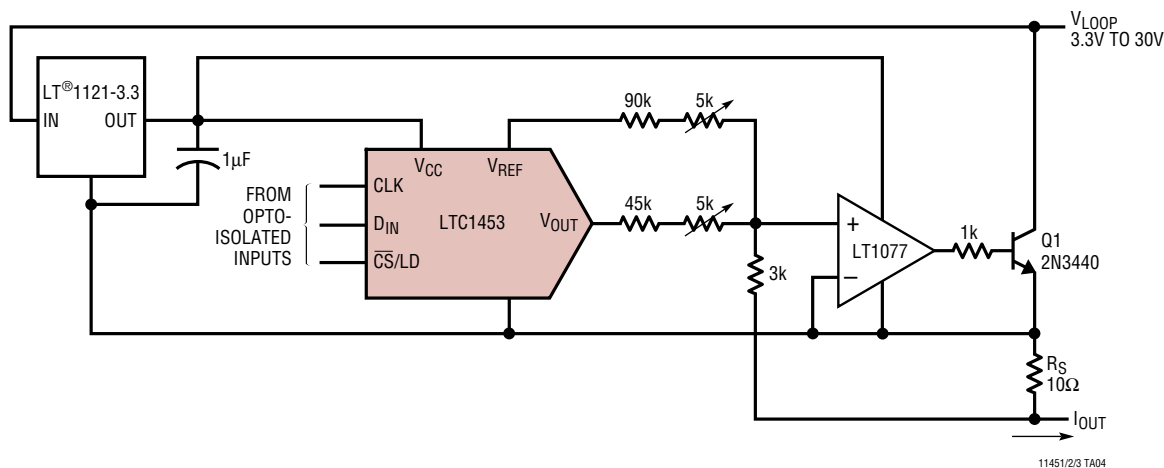 V_LOOP
3.3V TO 30V
LT®1121-3.3
IN OUT
1µF
90k
5k
V_CC
V_REF
FROM
OPTO-
ISOLATED
INPUTS
CLK
D_IN
CS/LD
LTC1453
V_OUT
45k
5k
3k
+
−
LT1077
1k
Q1
2N3440
R_S
10Ω
I_OUT
11451/2/3 TA04